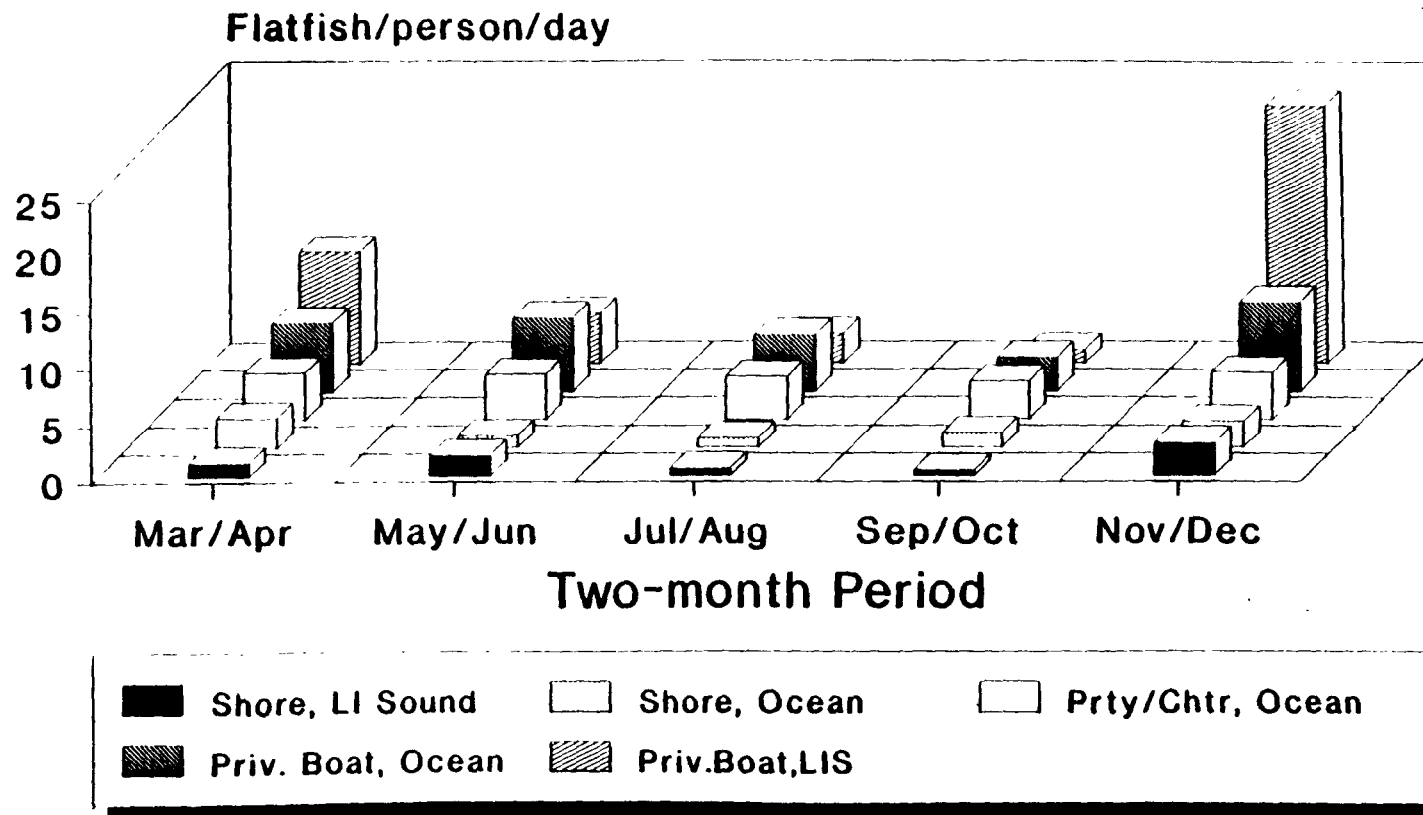 Flatfish/person/day
25
20
15
10
5
0
Mar/Apr May/Jun Jul/Aug Sep/Oct Nov/Dec
Two-month Period
Shore, LI Sound Shore, Ocean Prty/Chtr, Ocean
Priv. Boat, Ocean Priv.Boat,LIS